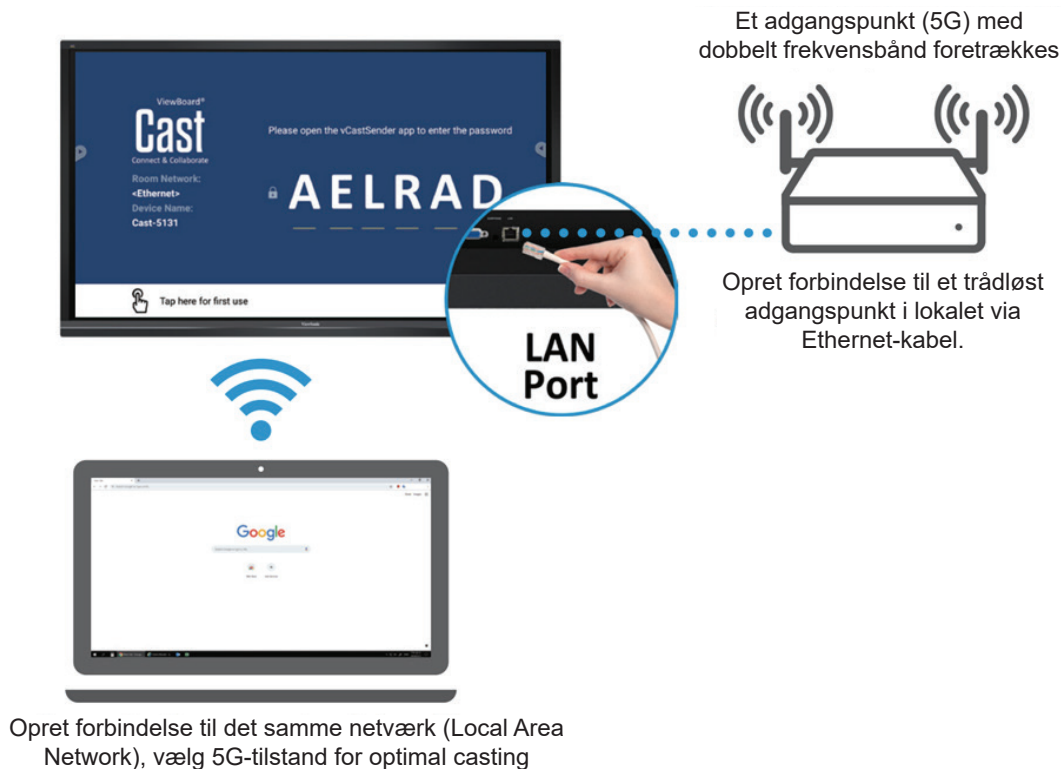 Et adgangspunkt (5G) med
dobbelt frekvensbånd foretrækkes
ViewBoard®
Cast
Connect & Collaborate
Please open the vCastSender app to enter the password
Room Network:
<Ethernet>
Device Name:
Cast-5131
AELRAD
Tap here for first use
ViewSonic
LAN
LAN
Port
Opret forbindelse til et trådløst
adgangspunkt i lokalet via
Ethernet-kabel.
Google
Opret forbindelse til det samme netværk (Local Area
Network), vælg 5G-tilstand for optimal casting